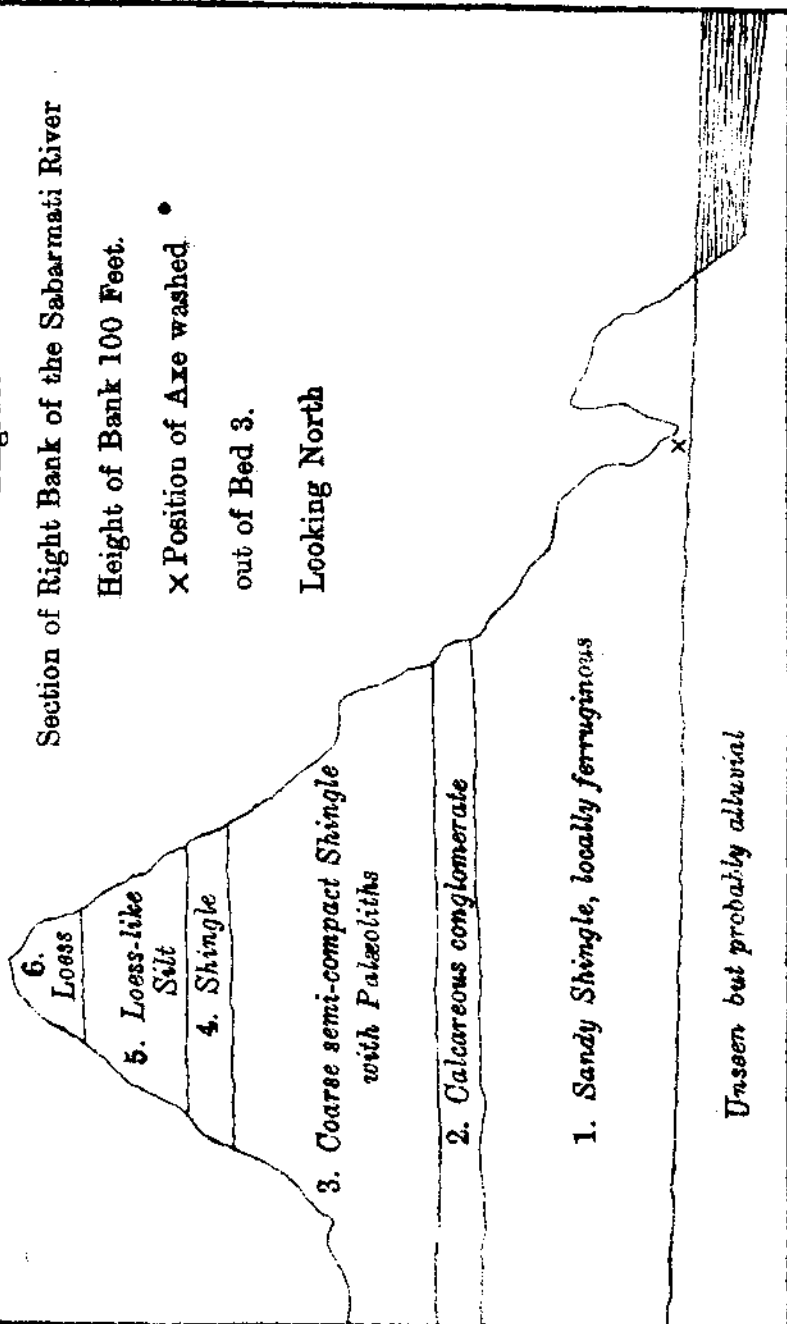 Section of Right Bank of the Sabarmati River
Height of Bank 100 Feet.
× Position of Axe washed
out of Bed 3.
Looking North
6.
Loess
5. Loess-like
Silt
4. Shingle
3. Coarse semi-compact Shingle
with Palæoliths
2. Calcareous conglomerate
1. Sandy Shingle, locally ferruginous
×
Unseen but probably alluvial